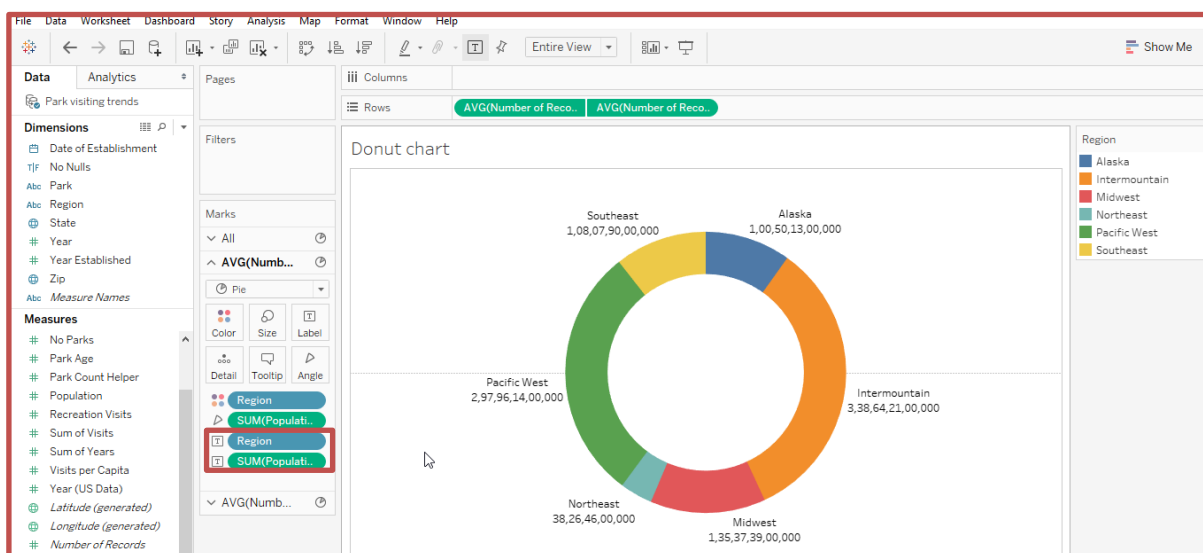 File Data Worksheet Dashboard Story Analysis Map Format Window Help
Entire View
Show Me
Data Analytics
Park visiting trends
Dimensions
Date of Establishment
T|F No Nulls
Abc Park
Abc Region
State
# Year
# Year Established
Zip
Abc Measure Names
Measures
# No Parks
# Park Age
# Park Count Helper
# Population
# Recreation Visits
# Sum of Visits
# Sum of Years
# Visits per Capita
# Year (US Data)
Latitude (generated)
Longitude (generated)
# Number of Records
Pages
Filters
Marks
All
AVG(Numb...
Pie
Color Size Label
Detail Tooltip Angle
Region
SUM(Populati..
T Region
T SUM(Populati..
AVG(Numb...
iii Columns
Rows AVG(Number of Reco.. AVG(Number of Reco..
Donut chart
Southeast
1,08,07,90,00,000
Alaska
1,00,50,13,00,000
Pacific West
2,97,96,14,00,000
Intermountain
3,38,64,21,00,000
Northeast
38,26,46,00,000
Midwest
1,35,37,39,00,000
Region
Alaska
Intermountain
Midwest
Northeast
Pacific West
Southeast